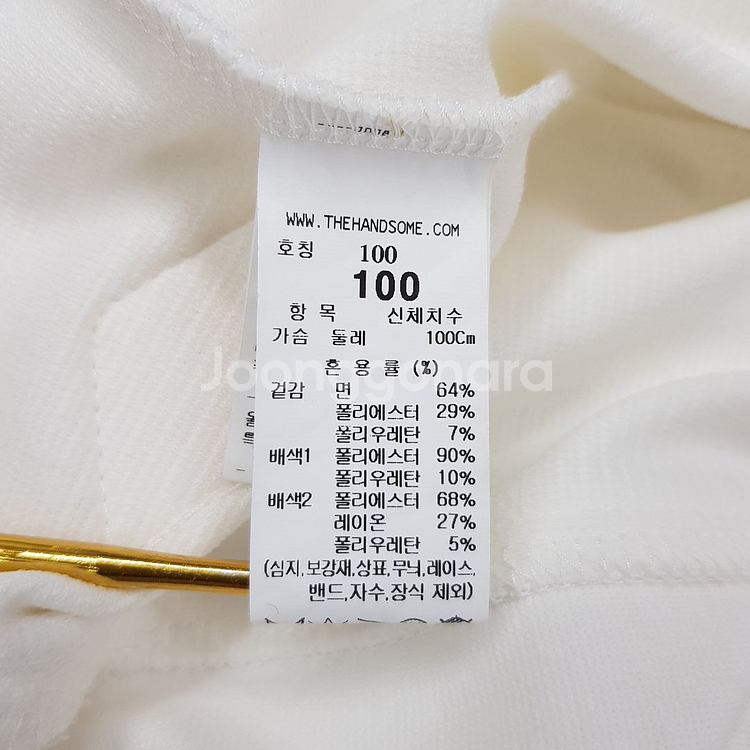 WWW.THEHANDSOME.COM
호칭 100
100
항 목 신체치수
가슴 둘레 100Cm
혼 용 률 (%)
Joonggonara
겉감 면 64%
폴리에스터 29%
폴리우레탄 7%
배색1 폴리에스터 90%
폴리우레탄 10%
배색2 폴리에스터 68%
레이온 27%
폴리우레탄 5%
(심지,보강재,상표,무늬,레이스,
밴드,자수,장식 제외)